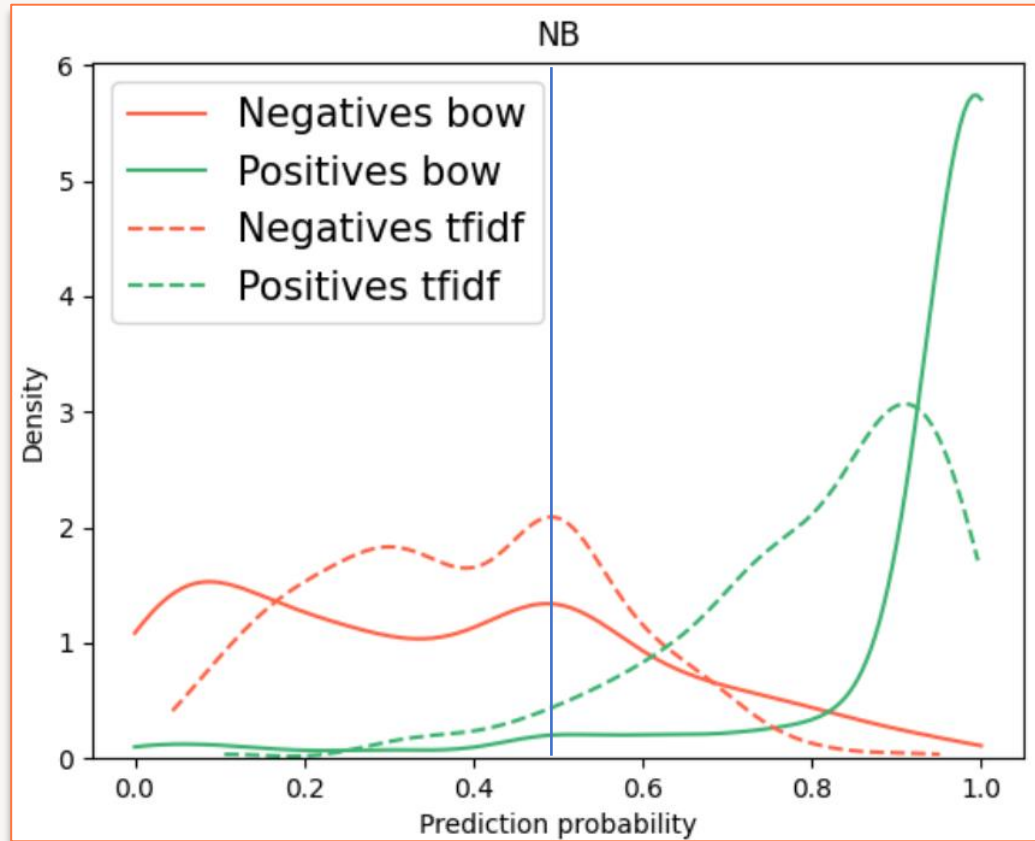 NB
6
5
4
3
2
1
0
Density
Negatives bow
Positives bow
Negatives tfidf
Positives tfidf
0.0 0.2 0.4 0.6 0.8 1.0
Prediction probability